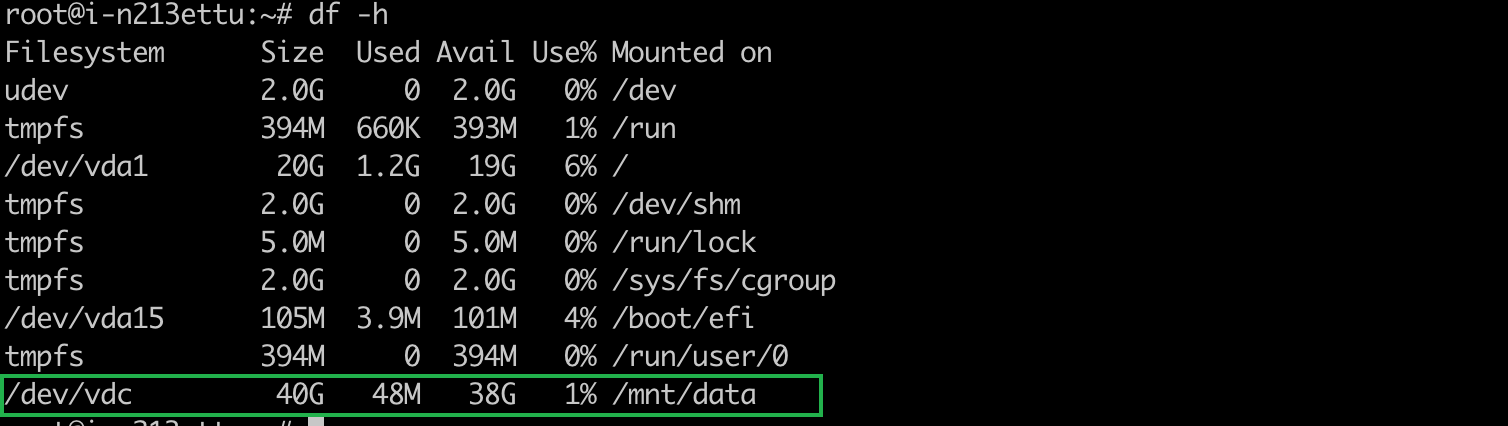 root@i-n213ettu:~# df -h
Filesystem      Size  Used Avail Use% Mounted on
udev            2.0G     0  2.0G   0% /dev
tmpfs           394M  660K  393M   1% /run
/dev/vda1        20G  1.2G   19G   6% /
tmpfs           2.0G     0  2.0G   0% /dev/shm
tmpfs           5.0M     0  5.0M   0% /run/lock
tmpfs           2.0G     0  2.0G   0% /sys/fs/cgroup
/dev/vda15      105M  3.9M  101M   4% /boot/efi
tmpfs           394M     0  394M   0% /run/user/0
/dev/vdc         40G   48M   38G   1% /mnt/data
root@i-n213ettu:~#